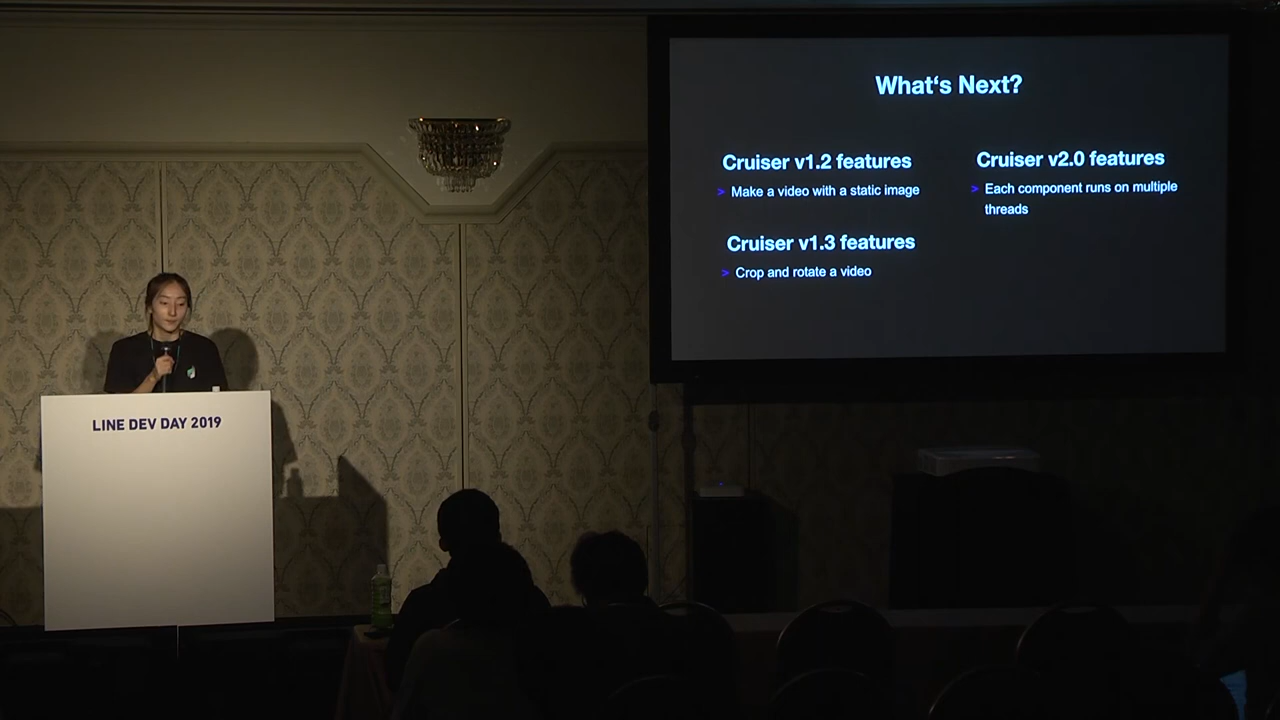 What‘s Next?
Cruiser v1.2 features
> Make a video with a static image
Cruiser v1.3 features
> Crop and rotate a video
Cruiser v2.0 features
> Each component runs on multiple
threads
LINE DEV DAY 2019